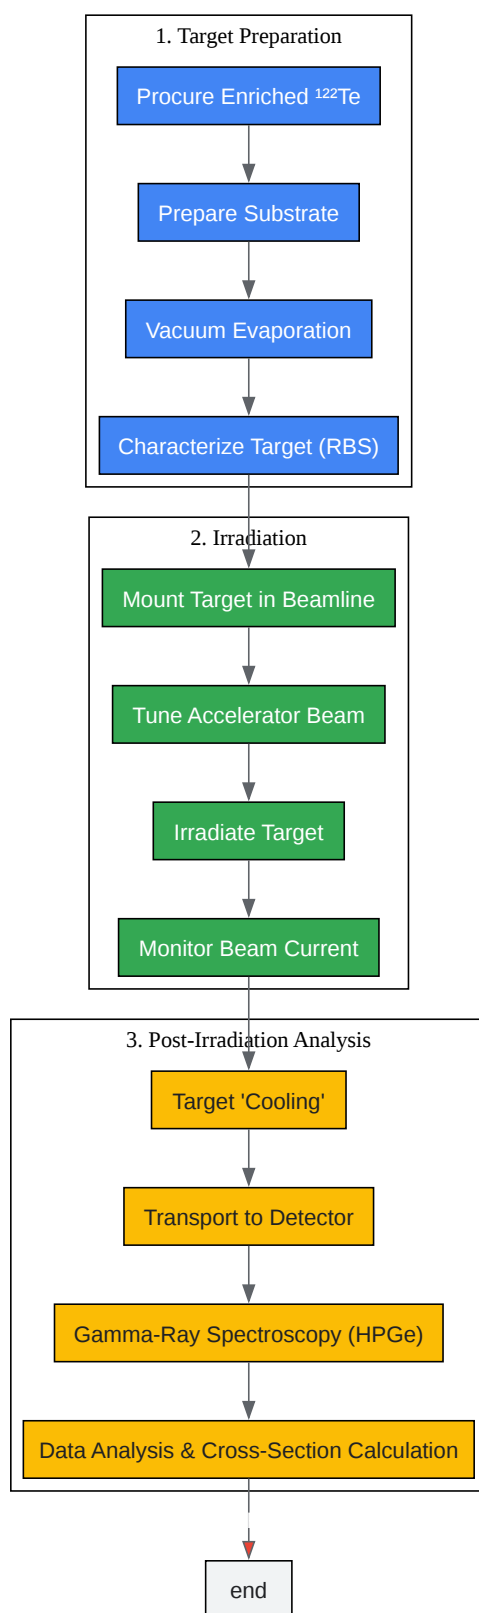 1. Target Preparation
Procure Enriched ¹²²Te
Prepare Substrate
Vacuum Evaporation
Characterize Target (RBS)
2. Irradiation
Mount Target in Beamline
Tune Accelerator Beam
Irradiate Target
Monitor Beam Current
3. Post-Irradiation Analysis
Target 'Cooling'
Transport to Detector
Gamma-Ray Spectroscopy (HPGe)
Data Analysis & Cross-Section Calculation
end